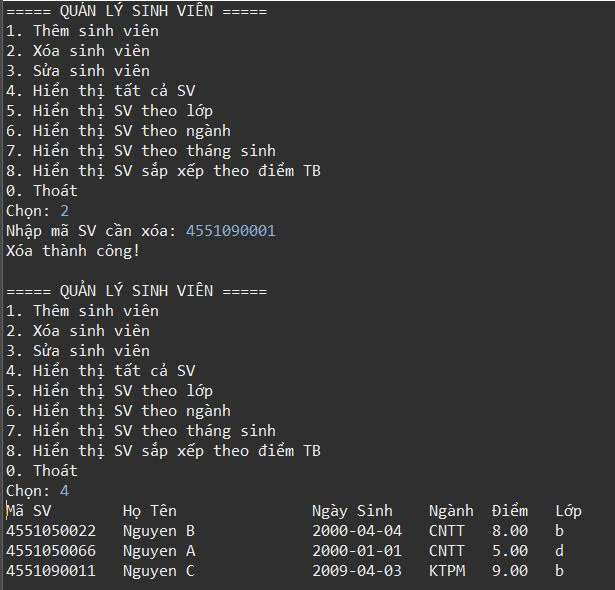 ===== QUẢN LÝ SINH VIÊN =====
1. Thêm sinh viên
2. Xóa sinh viên
3. Sửa sinh viên
4. Hiển thị tất cả SV
5. Hiển thị SV theo lớp
6. Hiển thị SV theo ngành
7. Hiển thị SV theo tháng sinh
8. Hiển thị SV sắp xếp theo điểm TB
0. Thoát
Chọn: 2
Nhập mã SV cần xóa: 4551090001
Xóa thành công!

===== QUẢN LÝ SINH VIÊN =====
1. Thêm sinh viên
2. Xóa sinh viên
3. Sửa sinh viên
4. Hiển thị tất cả SV
5. Hiển thị SV theo lớp
6. Hiển thị SV theo ngành
7. Hiển thị SV theo tháng sinh
8. Hiển thị SV sắp xếp theo điểm TB
0. Thoát
Chọn: 4
Mã SV Họ Tên Ngày Sinh Ngành Điểm Lớp
4551050022 Nguyen B 2000-04-04 CNTT 8.00 b
4551050066 Nguyen A 2000-01-01 CNTT 5.00 d
4551090011 Nguyen C 2009-04-03 KTPM 9.00 b